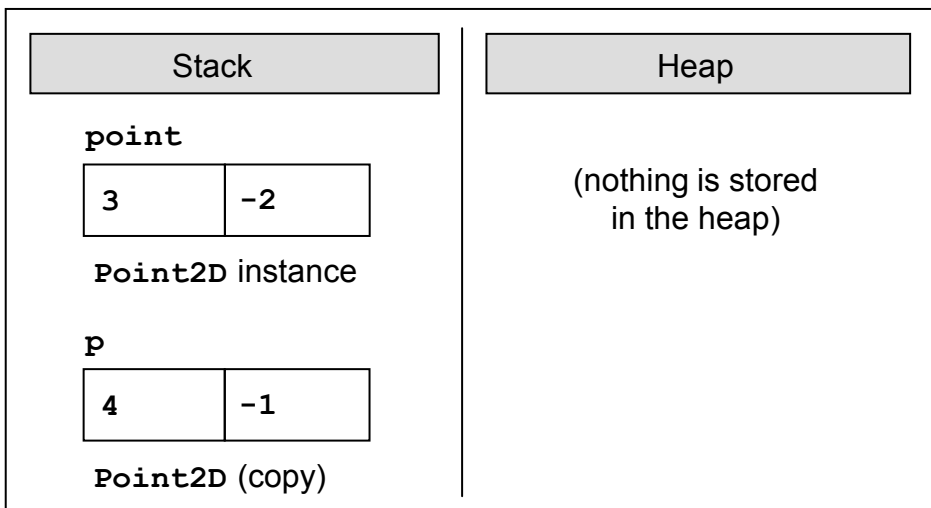 Stack
point
3 -2
Point2D instance
p
4 -1
Point2D (copy)
Heap
(nothing is stored
in the heap)